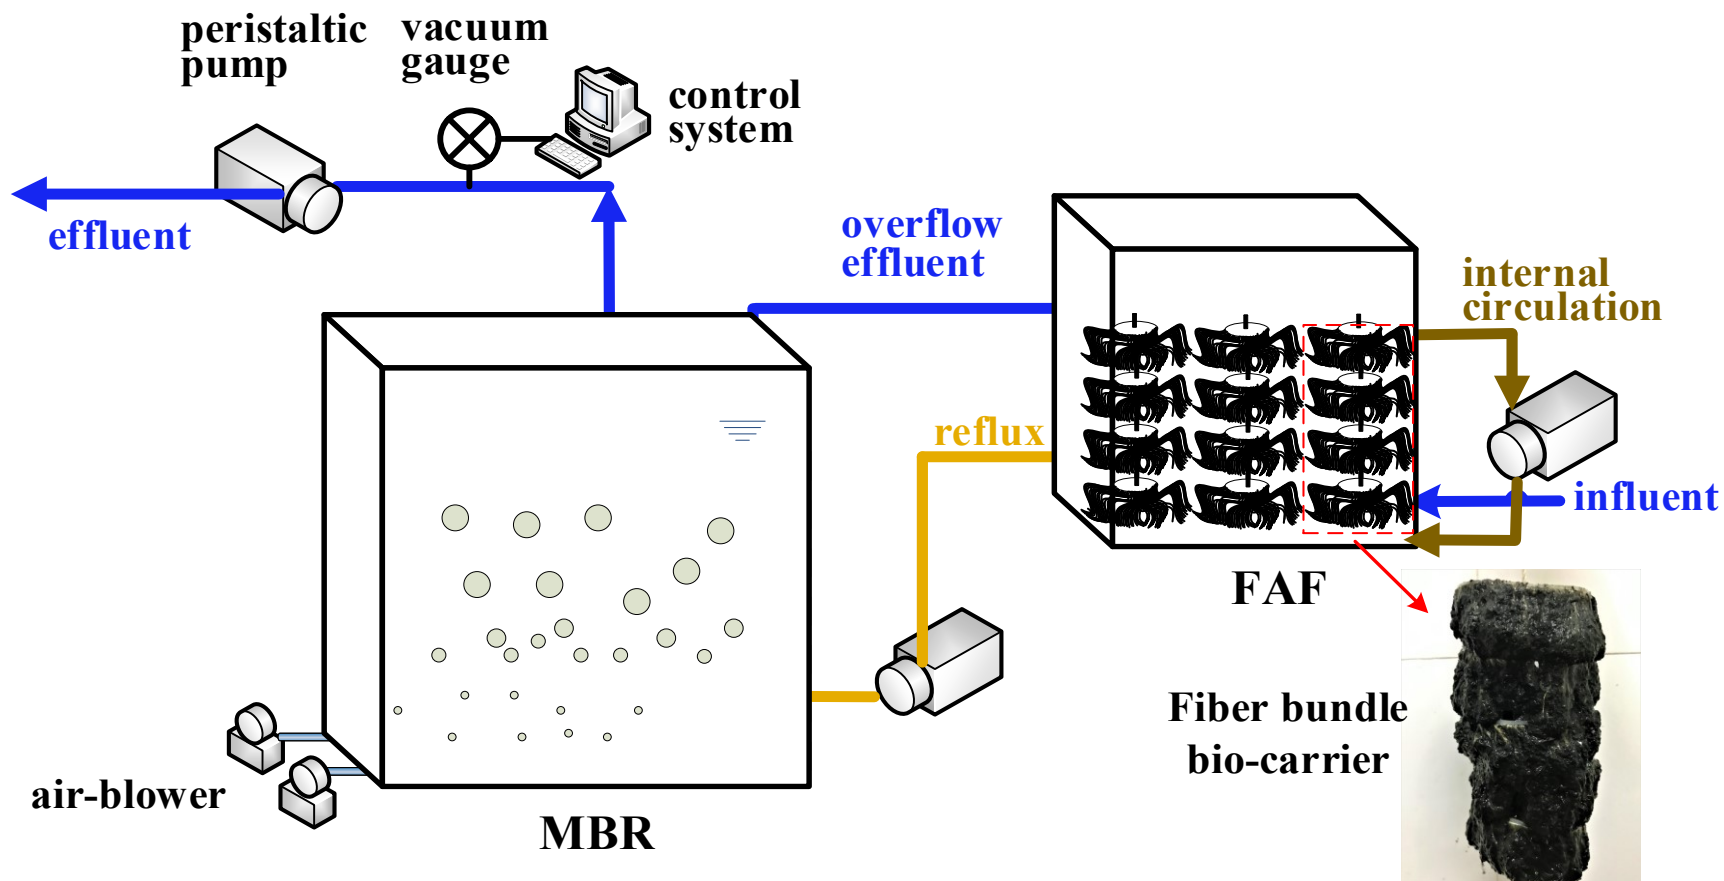 peristaltic
pump
vacuum
gauge
control
system
effluent
overflow
effluent
internal
circulation
reflux
influent
FAF
Fiber bundle
bio-carrier
air-blower
MBR